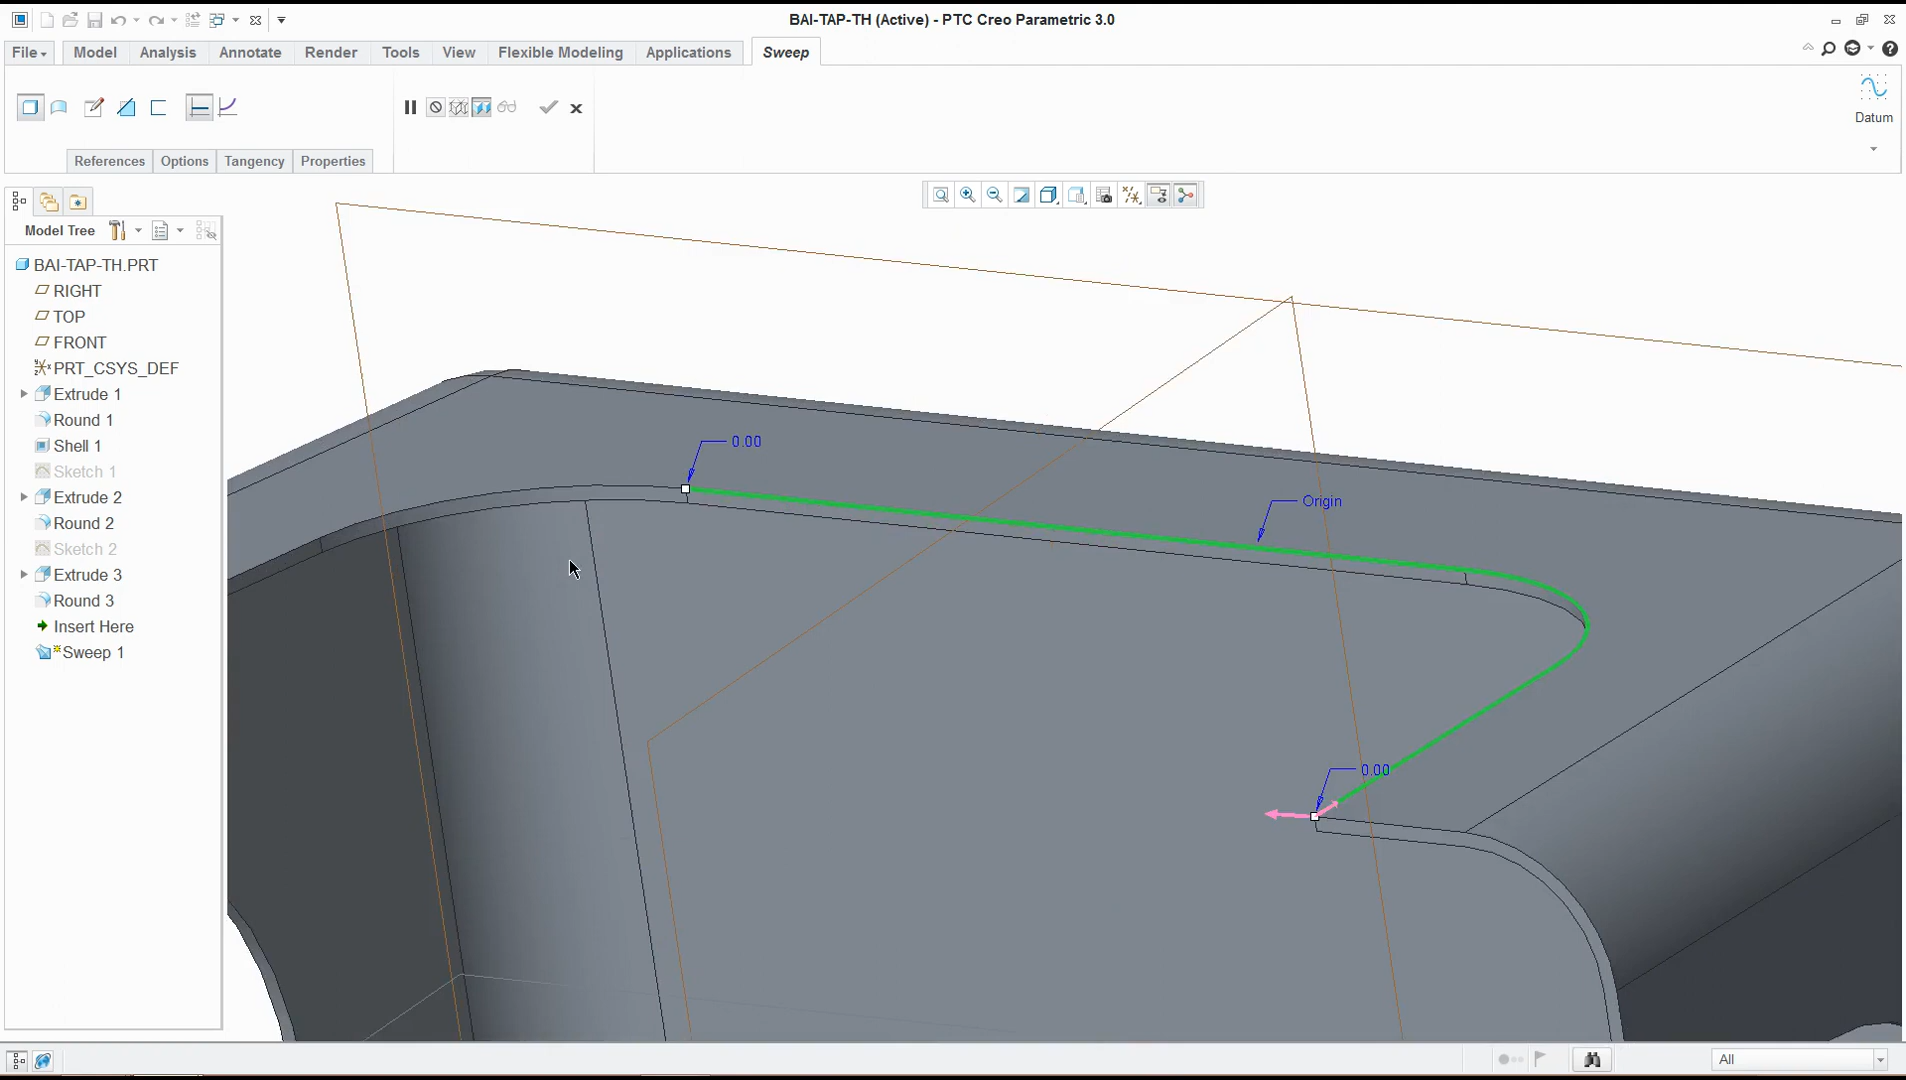 BAI-TAP-TH (Active) - PTC Creo Parametric 3.0
File Model Analysis Annotate Render Tools View Flexible Modeling Applications Sweep
Datum
References Options Tangency Properties
Model Tree
BAI-TAP-TH.PRT
RIGHT
TOP
FRONT
PRT_CSYS_DEF
Extrude 1
Round 1
Shell 1
Sketch 1
Extrude 2
Round 2
Sketch 2
Extrude 3
Round 3
Insert Here
Sweep 1
0.00
Origin
0.00
All